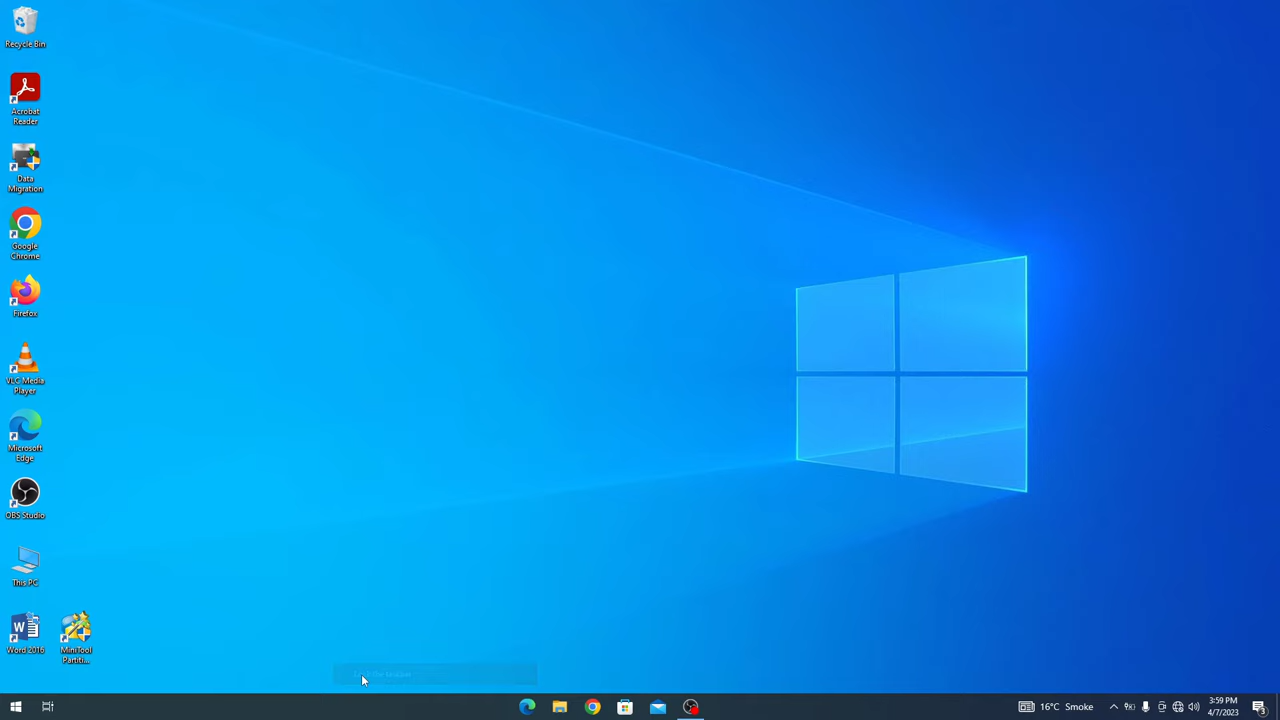 Recycle Bin
Acrobat
Reader
Data
Migration
Google
Chrome
Firefox
VLC Media
Player
Microsoft
Edge
OBS Studio
This PC
Word 2016
MiniTool
Partiti...
16°C Smoke
3:59 PM
4/7/2023